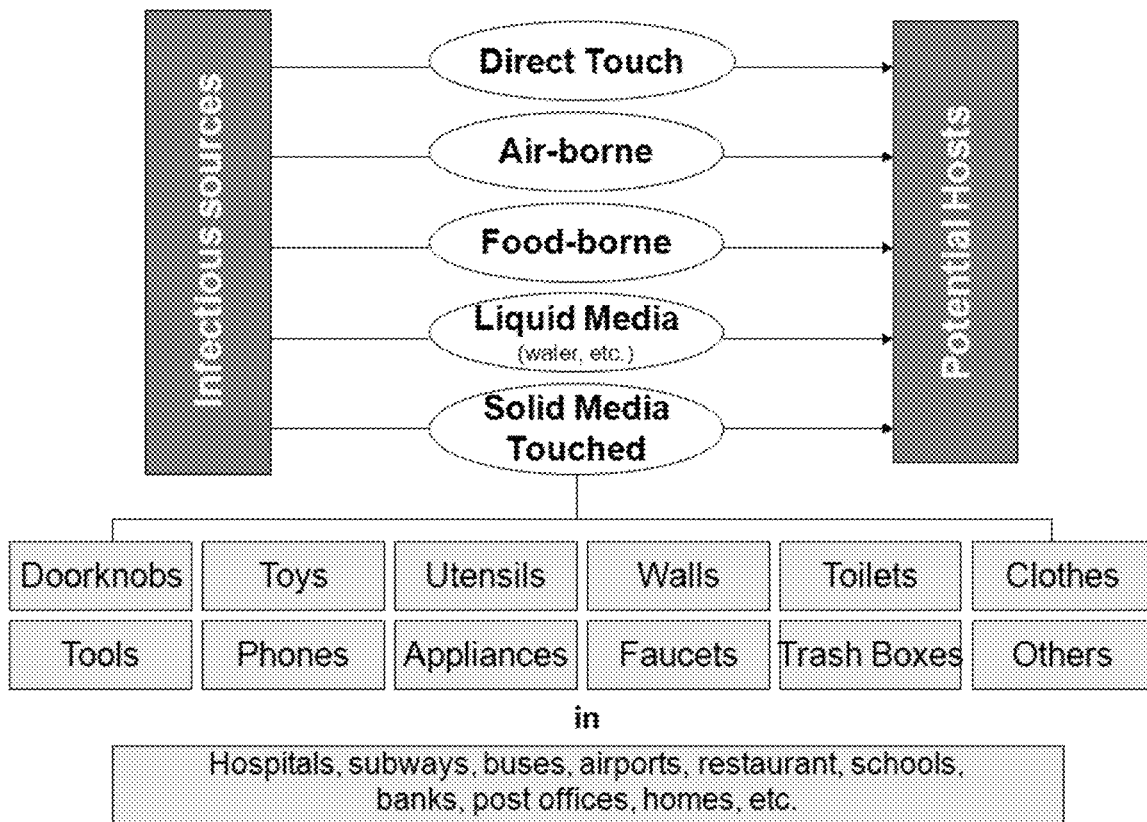 Infectious sources
Direct Touch
Air-borne
Food-borne
Liquid Media
(water, etc.)
Solid Media
Touched
Potential Hosts
Doorknobs
Toys
Utensils
Walls
Toilets
Clothes
Tools
Phones
Appliances
Faucets
Trash Boxes
Others
in
Hospitals, subways, buses, airports, restaurant, schools,
banks, post offices, homes, etc.